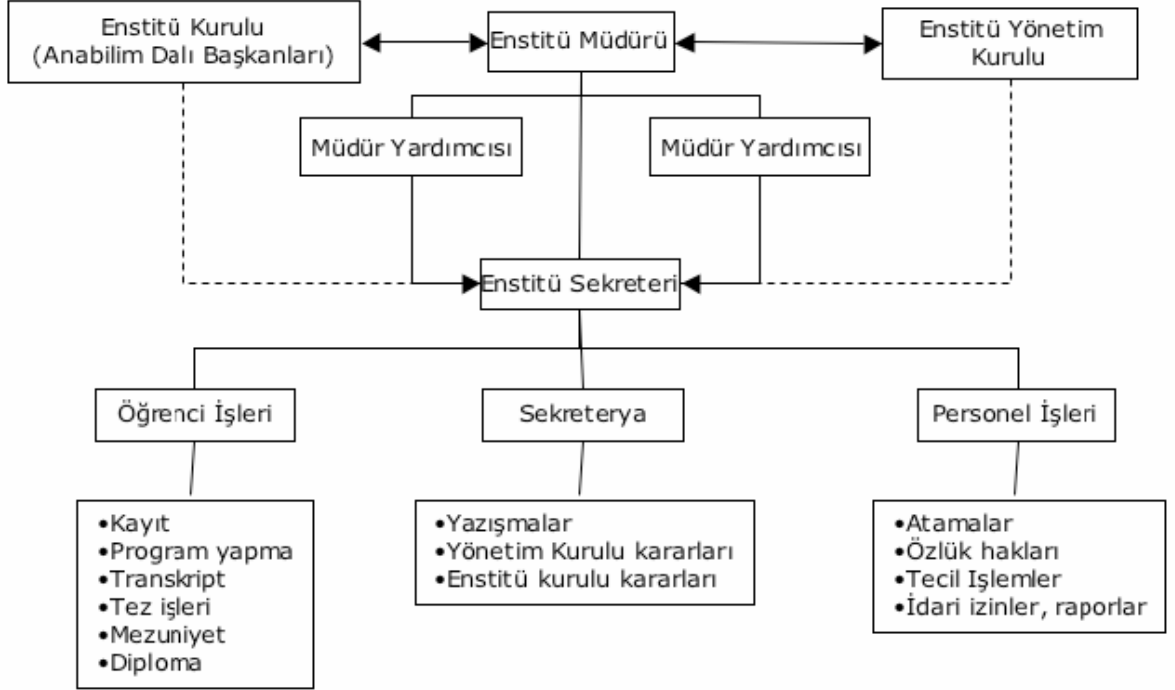 Enstitü Kurulu
(Anabilim Dalı Başkanları)
Enstitü Müdürü
Enstitü Yönetim
Kurulu
Müdür Yardımcısı
Müdür Yardımcısı
Enstitü Sekreteri
Öğrenci İşleri
Sekreterya
Personel İşleri
•Kayıt
•Program yapma
•Transkript
•Tez işleri
•Mezuniyet
•Diploma
•Yazışmalar
•Yönetim Kurulu kararları
•Enstitü kurulu kararları
•Atamalar
•Özlük hakları
•Tecil Işlemler
•İdari izinler, raporlar